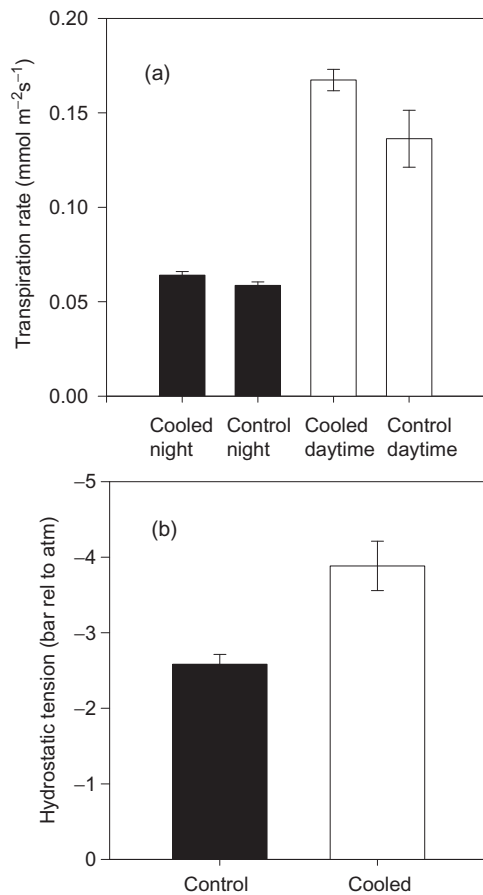 0.20
(a)
0.15
0.10
0.05
0.00
Transpiration rate (mmol m⁻²s⁻¹)
Cooled Control Cooled Control
night night daytime daytime
–5
(b)
–4
–3
–2
–1
0
Hydrostatic tension (bar rel to atm)
Control Cooled